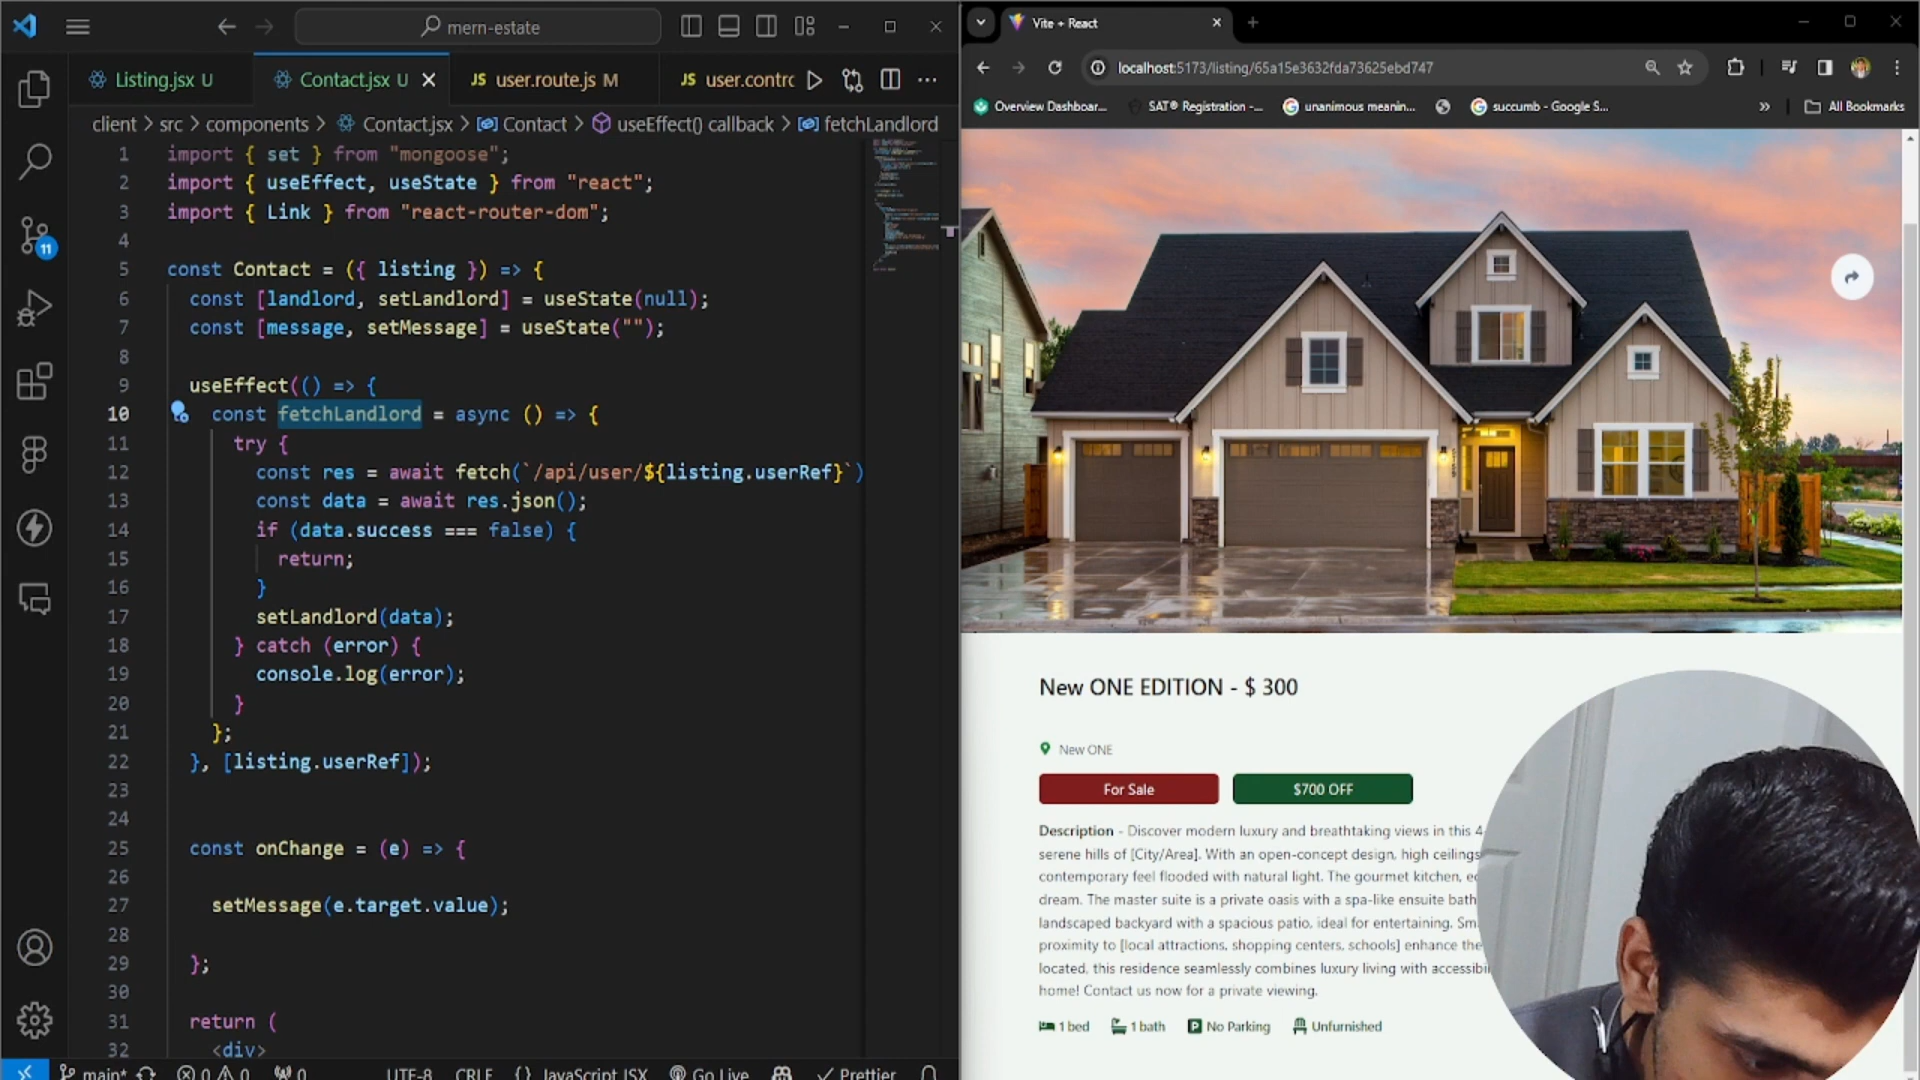 mern-estate
Listing.jsx U
Contact.jsx U
JS user.route.js M
JS user.contrc
client > src > components > Contact.jsx > Contact > useEffect() callback > fetchLandlord
1 import { set } from "mongoose";
2 import { useEffect, useState } from "react";
3 import { Link } from "react-router-dom";
4
5 const Contact = ({ listing }) => {
6 const [landlord, setLandlord] = useState(null);
7 const [message, setMessage] = useState("");
8
9 useEffect(() => {
10 const fetchLandlord = async () => {
11 try {
12 const res = await fetch(`/api/user/${listing.userRef}`)
13 const data = await res.json();
14 if (data.success === false) {
15 return;
16 }
17 setLandlord(data);
18 } catch (error) {
19 console.log(error);
20 }
21 };
22 }, [listing.userRef]);
23
24
25 const onChange = (e) => {
26
27 setMessage(e.target.value);
28
29 };
30
31 return (
32 <div>
11
main* 0 0 0 UTF-8 CRLF {} JavaScript JSX Go Live Prettier
Vite + React
localhost:5173/listing/65a15e3632fda73625ebd747
Overview Dashboar...
SAT® Registration -...
unanimous meanin...
succumb - Google S...
»
All Bookmarks
New ONE EDITION - $ 300
New ONE
For Sale
$700 OFF
Description - Discover modern luxury and breathtaking views in this 4-
serene hills of [City/Area]. With an open-concept design, high ceilings
contemporary feel flooded with natural light. The gourmet kitchen, ec
dream. The master suite is a private oasis with a spa-like ensuite bath
landscaped backyard with a spacious patio, ideal for entertaining. Sm
proximity to [local attractions, shopping centers, schools] enhance the
located, this residence seamlessly combines luxury living with accessibi
home! Contact us now for a private viewing.
1 bed
1 bath
P No Parking
Unfurnished